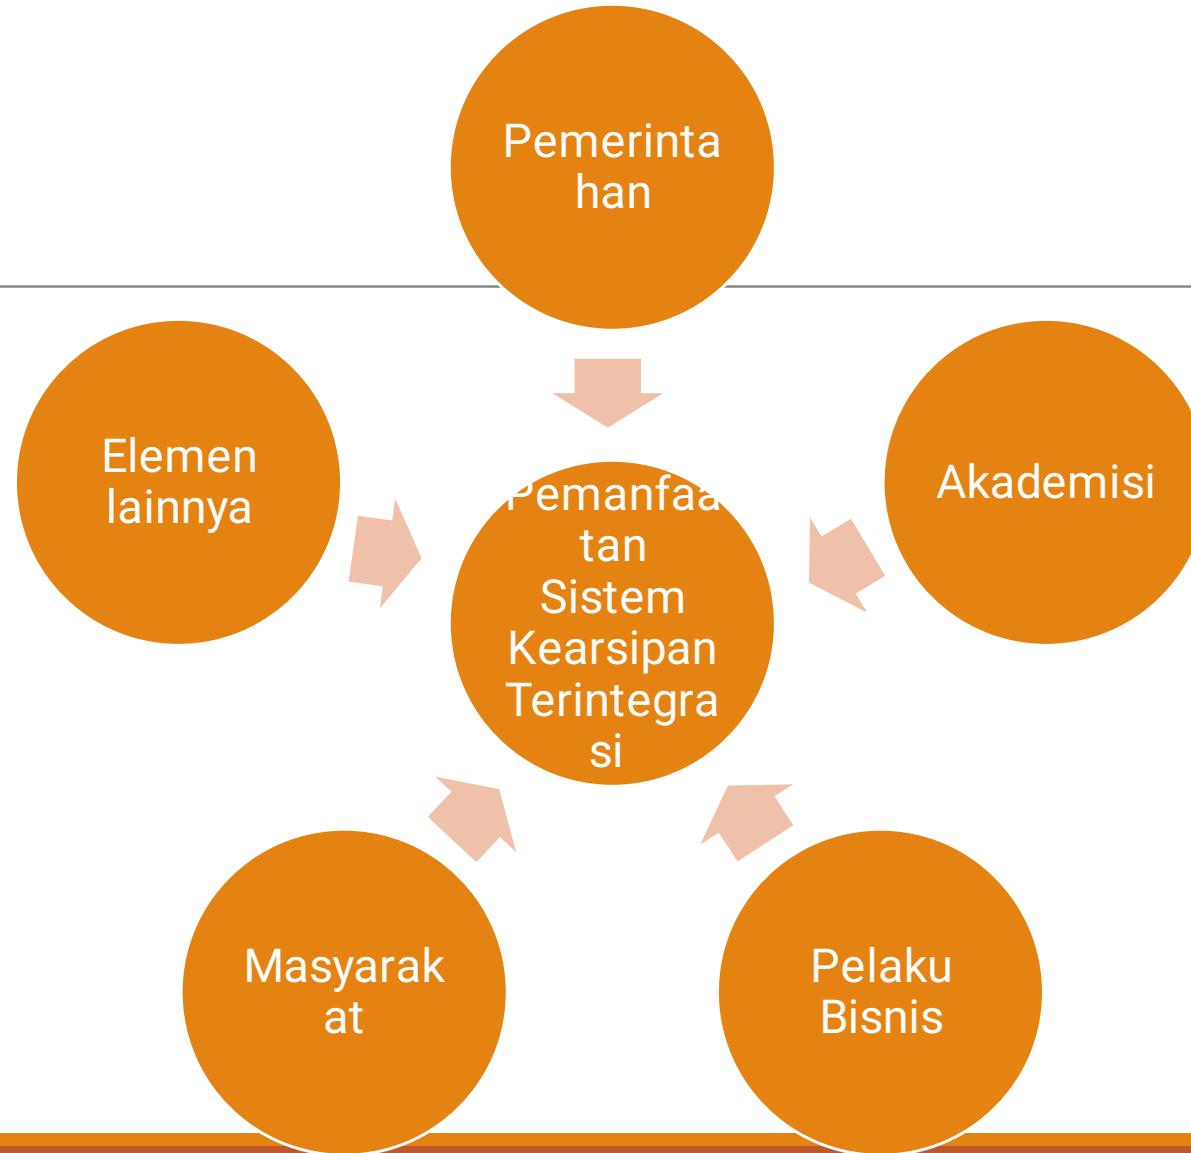 Pemerinta
han
Elemen
lainnya
Akademisi
Pemanfaa
tan
Sistem
Kearsipan
Terintegra
si
Masyarak
at
Pelaku
Bisnis